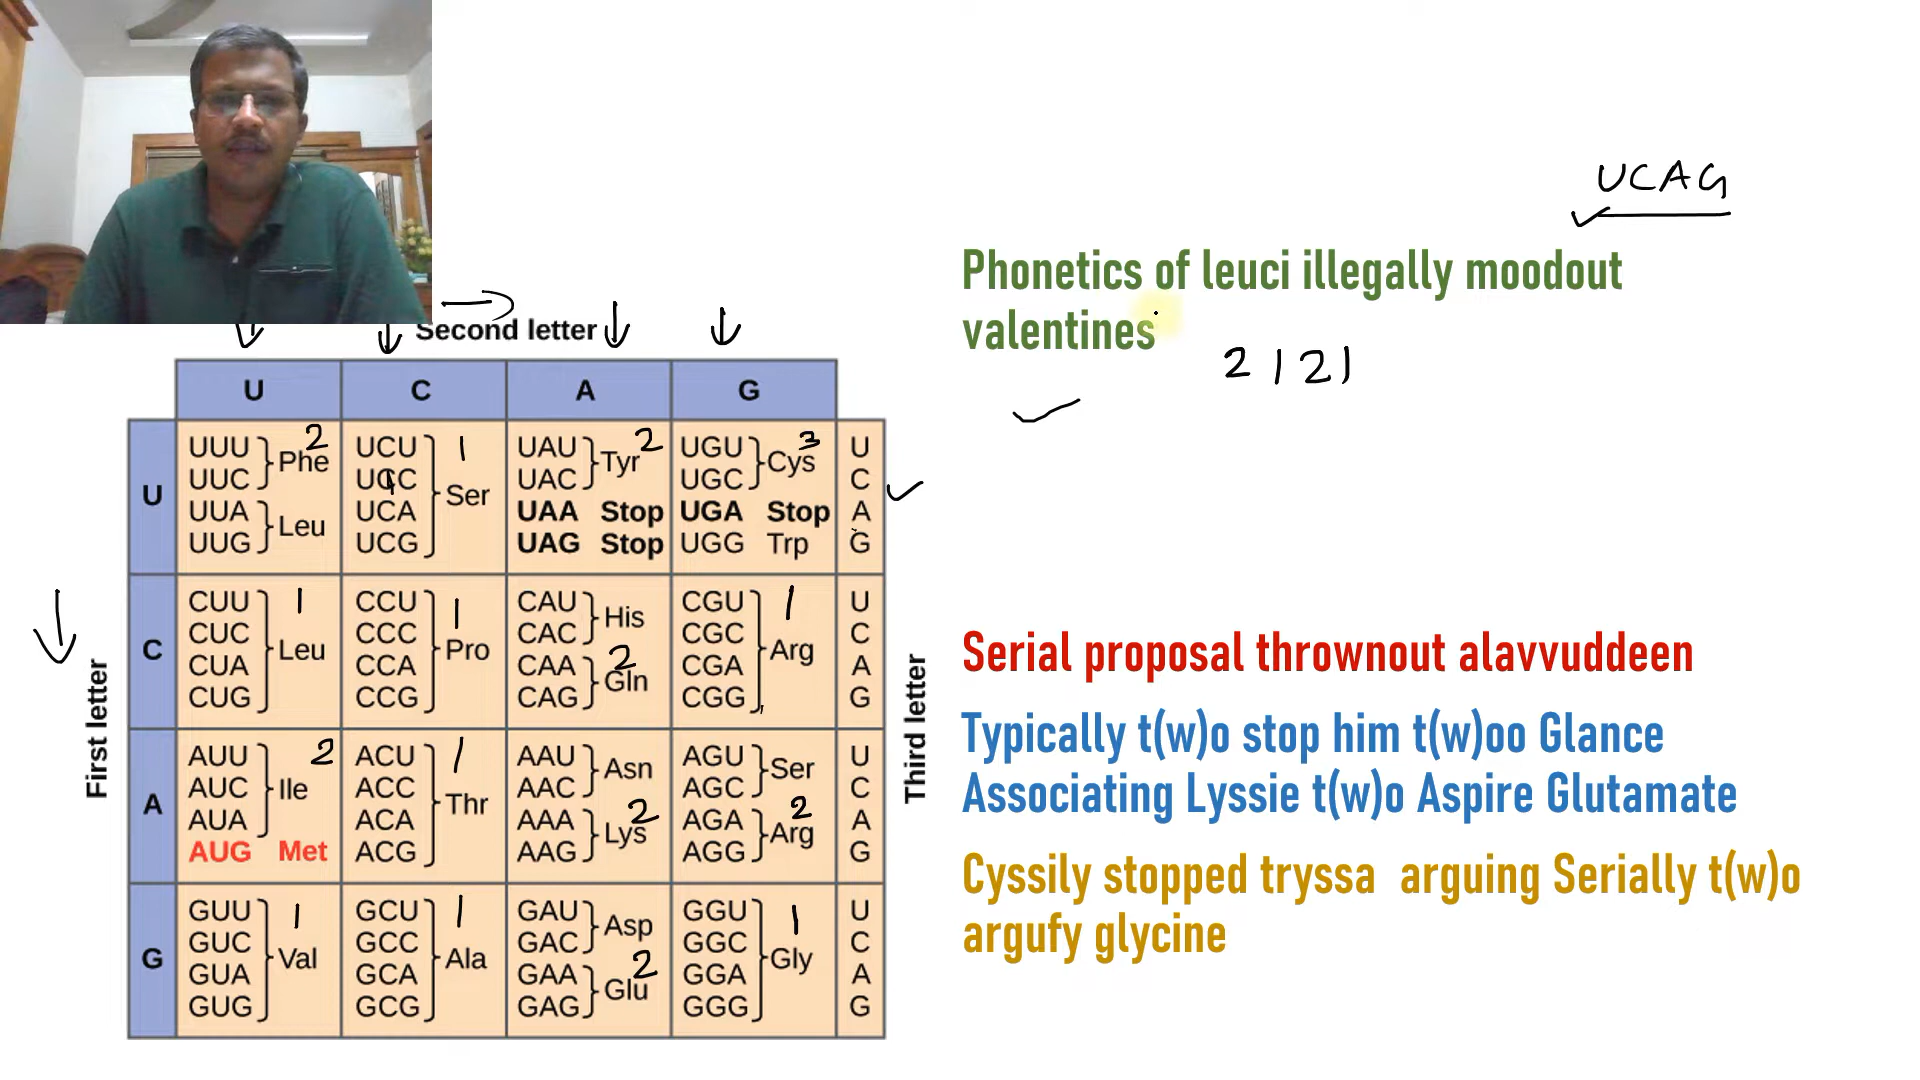 UCAG
Phonetics of leuci illegally moodout
valentines
2 1 2 1
Second letter
U C A G
U
UUU Phe 2
UUC
UUA Leu
UUG
UCU 1
UCC
UCA Ser
UCG
UAU Tyr 2
UAC
UAA Stop
UAG Stop
UGU Cys 3
UGC
UGA Stop
UGG Trp
U
C
A
G
C
CUU 1
CUC
CUA Leu
CUG
CCU 1
CCC
CCA Pro
CCG
CAU His
CAC
CAA Gln 2
CAG
CGU 1
CGC
CGA Arg
CGG
U
C
A
G
A
AUU 2
AUC Ile
AUA
AUG Met
ACU 1
ACC
ACA Thr
ACG
AAU Asn
AAC
AAA Lys 2
AAG
AGU Ser
AGC
AGA Arg 2
AGG
U
C
A
G
G
GUU 1
GUC
GUA Val
GUG
GCU 1
GCC
GCA Ala
GCG
GAU Asp
GAC
GAA Glu 2
GAG
GGU 1
GGC
GGA Gly
GGG
U
C
A
G
First letter
Third letter
Serial proposal thrownout alavvuddeen
Typically t(w)o stop him t(w)oo Glance
Associating Lyssie t(w)o Aspire Glutamate
Cyssily stopped tryssa arguing Serially t(w)o
argufy glycine